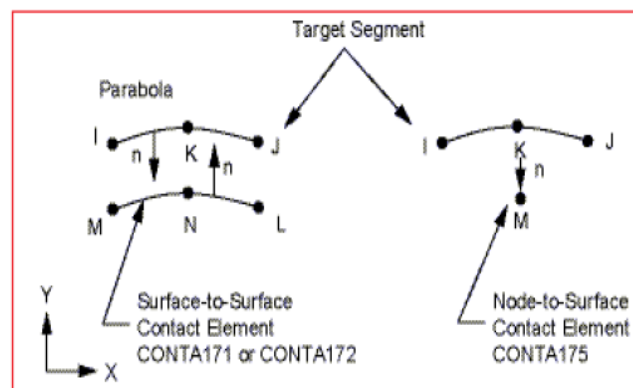 Target Segment
Parabola
I
K
J
n
n
M
N
L
I
K
J
n
M
Y
X
Surface-to-Surface
Contact Element
CONTA171 or CONTA172
Node-to-Surface
Contact Element
CONTA175